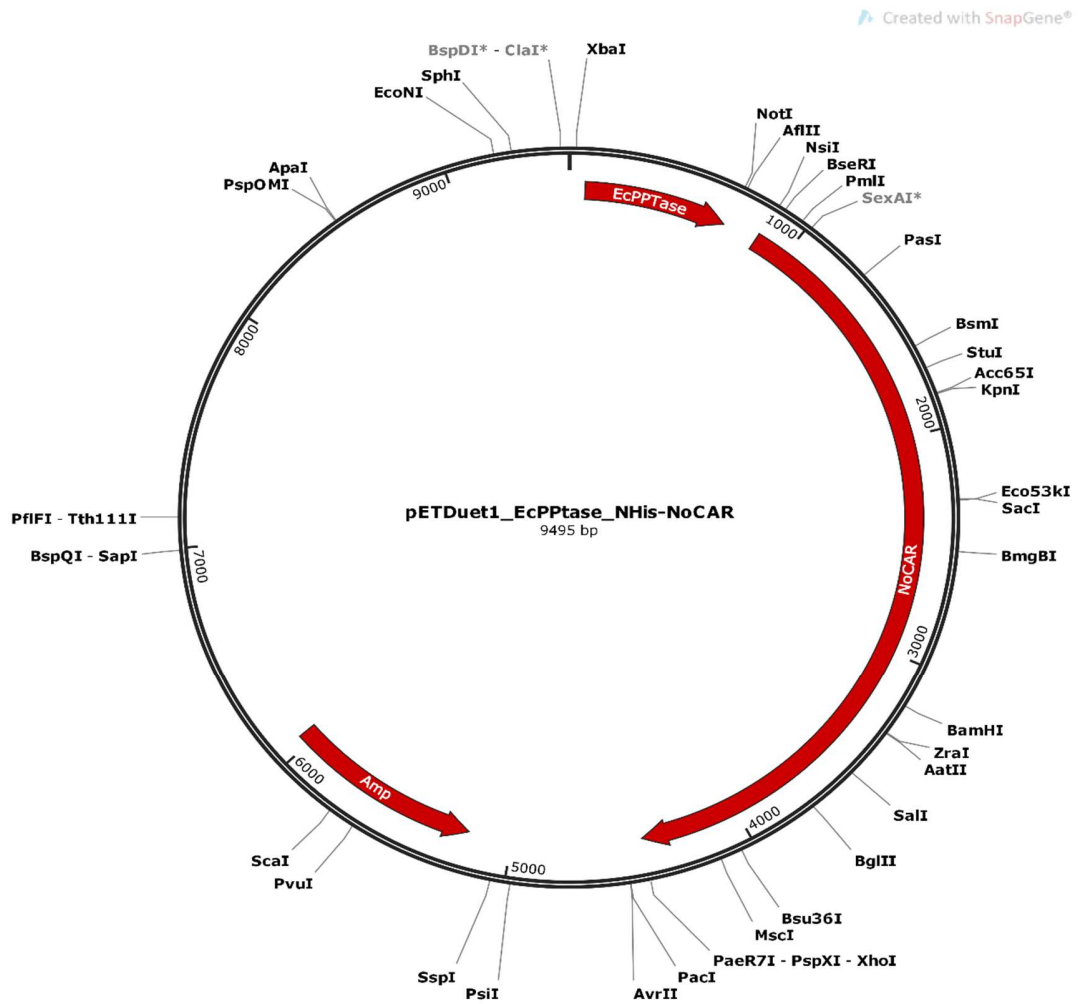 Created with SnapGene®
BspDI* - ClaI*
XbaI
SphI
EcoNI
NotI
AflII
NsiI
BseRI
PmlI
SexAI*
ApaI
PspOMI
9000
EcPPTase
1000
PasI
8000
BsmI
StuI
Acc65I
KpnI
2000
Eco53kI
SacI
pETDuet1_EcPPtase_NHis-NoCAR
9495 bp
PflFI - Tth111I
BspQI - SapI
7000
NoCAR
BmgBI
3000
BamHI
ZraI
AatII
SalI
6000
Amp
4000
BglII
ScaI
PvuI
5000
Bsu36I
MscI
PaeR7I - PspXI - XhoI
SspI
PsiI
PacI
AvrII